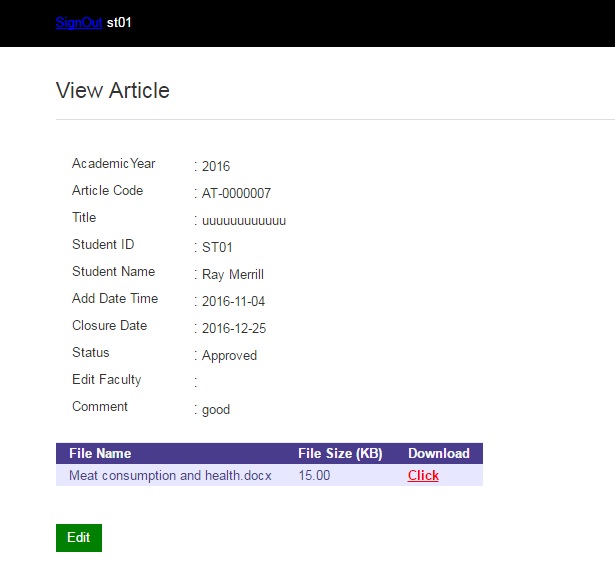 SignOut st01
View Article
AcademicYear : 2016
Article Code : AT-0000007
Title : uuuuuuuuuuuu
Student ID : ST01
Student Name : Ray Merrill
Add Date Time : 2016-11-04
Closure Date : 2016-12-25
Status : Approved
Edit Faculty :
Comment : good
File Name File Size (KB) Download
Meat consumption and health.docx 15.00 Click
Edit